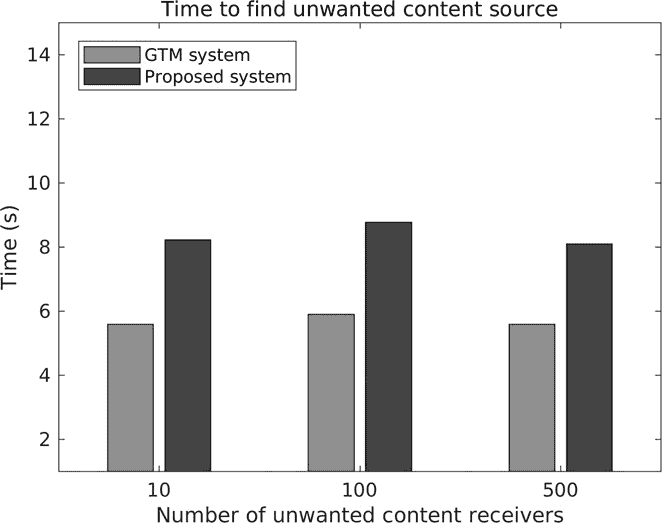 Time to find unwanted content source
GTM system
Proposed system
14
12
10
8
6
4
2
Time (s)
10 100 500
Number of unwanted content receivers